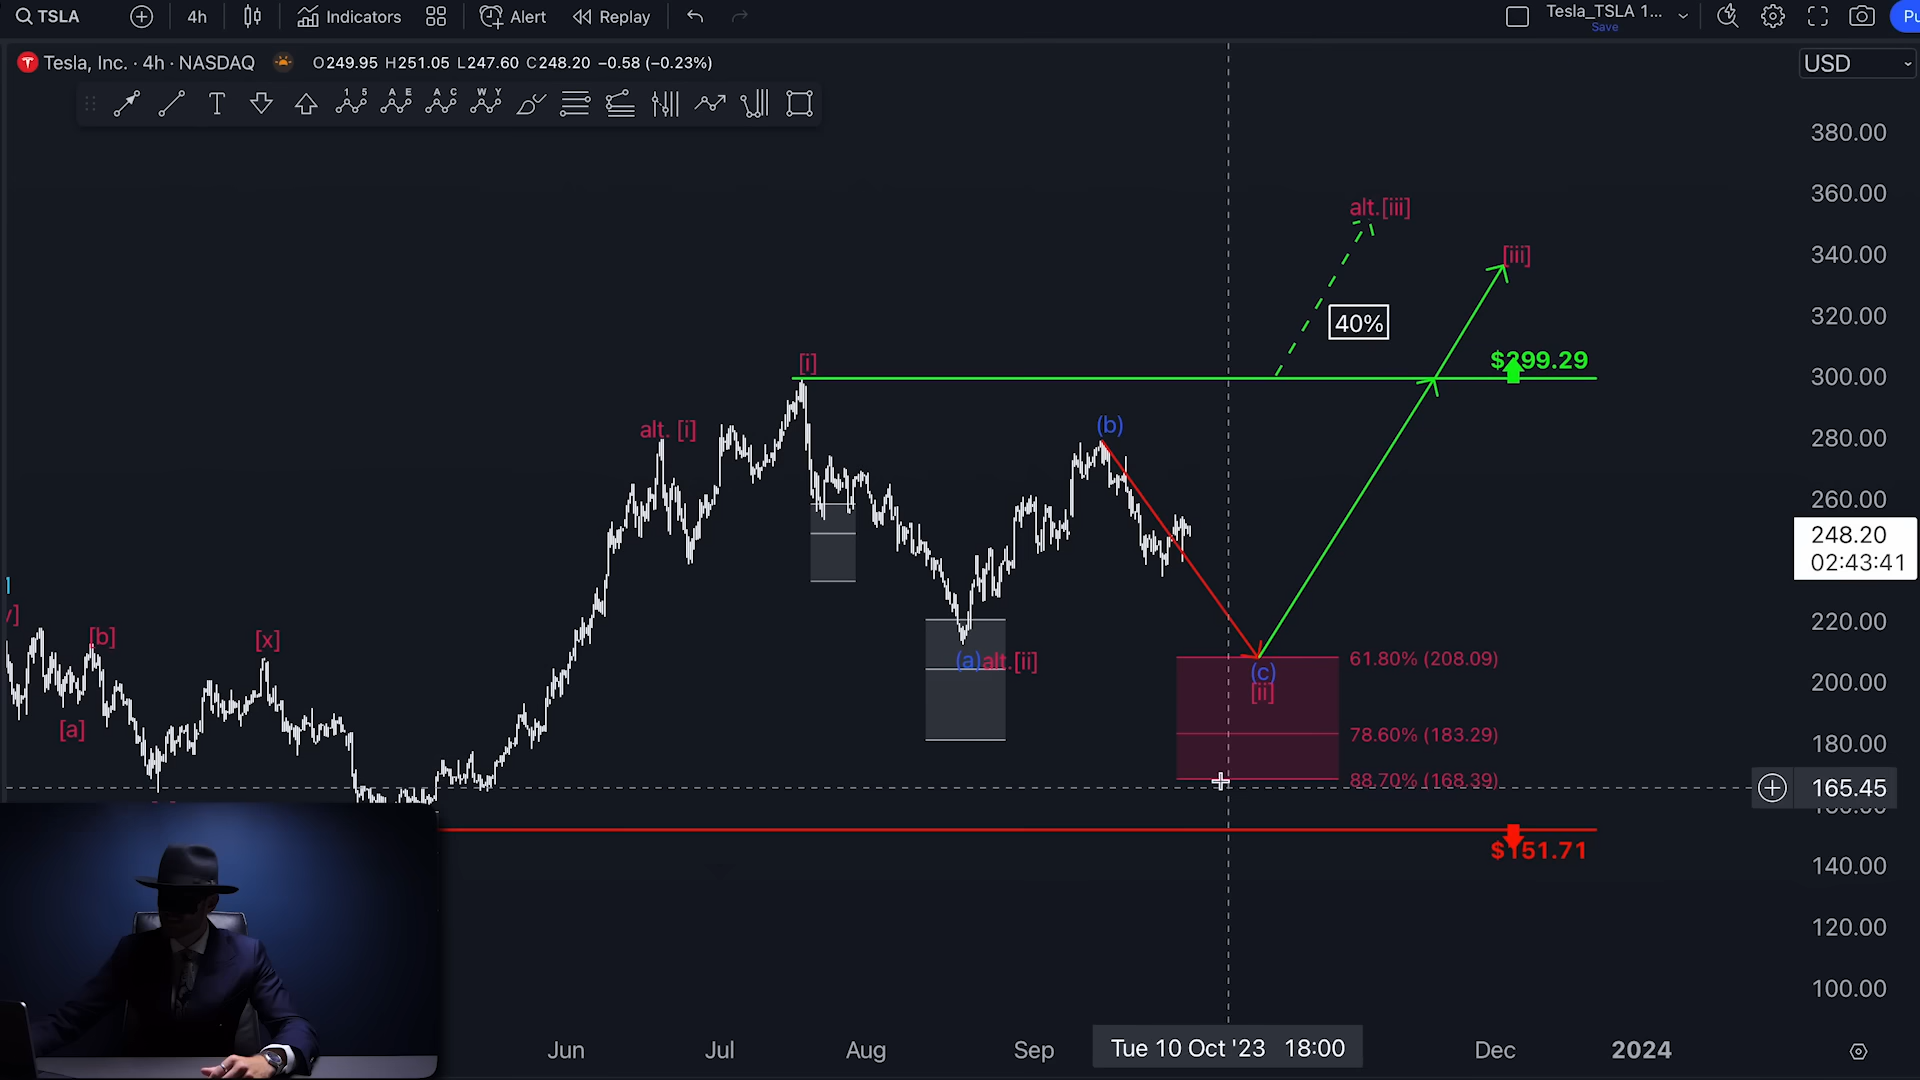 TSLA
4h
Indicators
Alert
Replay
Tesla_TSLA 1...
Save
Pu
Tesla, Inc. · 4h · NASDAQ
O249.95 H251.05 L247.60 C248.20 −0.58 (−0.23%)
USD
1 5
A E
A C
W Y
380.00
360.00
340.00
320.00
300.00
280.00
260.00
248.20
02:43:41
220.00
200.00
180.00
165.45
140.00
120.00
100.00
alt.[iii]
[iii]
40%
$299.29
[i]
alt. [i]
(b)
[b]
[x]
[a]
(a)alt.[ii]
(c)
[ii]
61.80% (208.09)
78.60% (183.29)
88.70% (168.39)
$151.71
Jun
Jul
Aug
Sep
Tue 10 Oct '23 18:00
Dec
2024